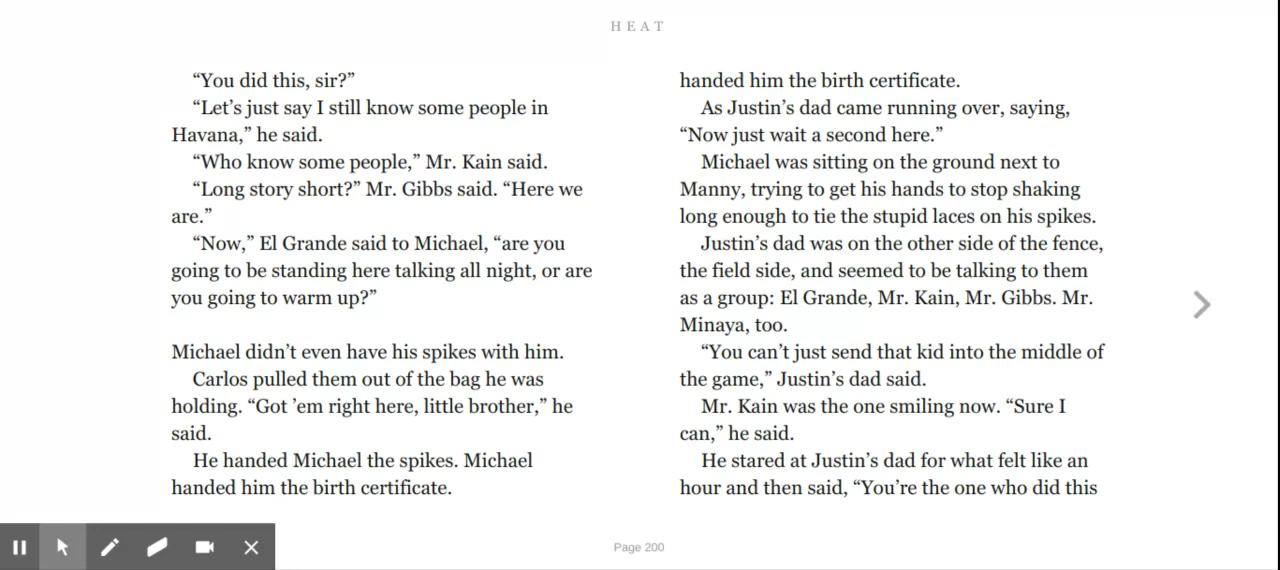 HEAT
“You did this, sir?”
“Let’s just say I still know some people in
Havana,” he said.
“Who know some people,” Mr. Kain said.
“Long story short?” Mr. Gibbs said. “Here we
are.”
“Now,” El Grande said to Michael, “are you
going to be standing here talking all night, or are
you going to warm up?”
Michael didn’t even have his spikes with him.
Carlos pulled them out of the bag he was
holding. “Got ’em right here, little brother,” he
said.
He handed Michael the spikes. Michael
handed him the birth certificate.
handed him the birth certificate.
As Justin’s dad came running over, saying,
“Now just wait a second here.”
Michael was sitting on the ground next to
Manny, trying to get his hands to stop shaking
long enough to tie the stupid laces on his spikes.
Justin’s dad was on the other side of the fence,
the field side, and seemed to be talking to them
as a group: El Grande, Mr. Kain, Mr. Gibbs. Mr.
Minaya, too.
“You can’t just send that kid into the middle of
the game,” Justin’s dad said.
Mr. Kain was the one smiling now. “Sure I
can,” he said.
He stared at Justin’s dad for what felt like an
hour and then said, “You’re the one who did this
Page 200